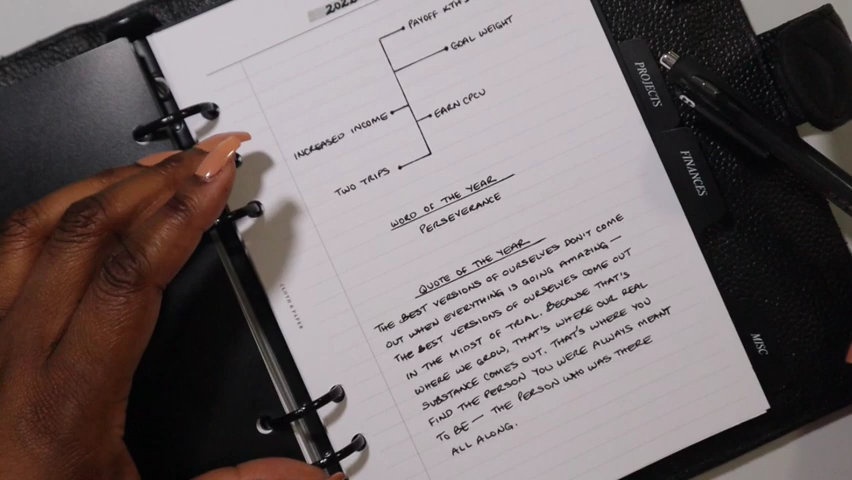 2022
PAYOFF
GOAL WEIGHT
EARN CPCU
INCREASED INCOME
TWO TRIPS
WORD OF THE YEAR
PERSEVERANCE
QUOTE OF THE YEAR
THE BEST VERSIONS OF OURSELVES DON'T COME
OUT WHEN EVERYTHING IS GOING AMAZING —
THE BEST VERSIONS OF OURSELVES COME OUT
IN THE MIDST OF TRIAL. BECAUSE THAT'S
WHERE WE GROW, THAT'S WHERE OUR REAL
SUBSTANCE COMES OUT. THAT'S WHERE YOU
FIND THE PERSON YOU WERE ALWAYS MEANT
TO BE — THE PERSON WHO WAS THERE
ALL ALONG.
CLOTH & PAPER
PROJECTS
FINANCES
MISC